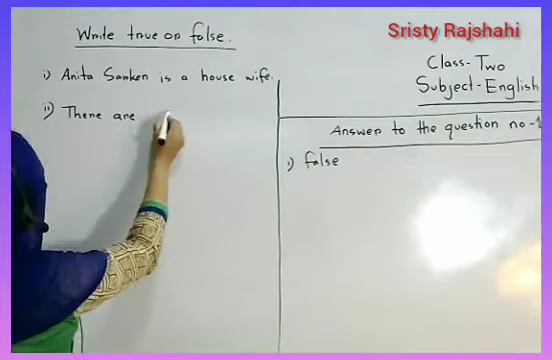 Write true or false.
i) Anita Sarker is a house wife.
ii) There are
Sristy Rajshahi
Class-Two
Subject-English
Answer to the question no-1
i) false